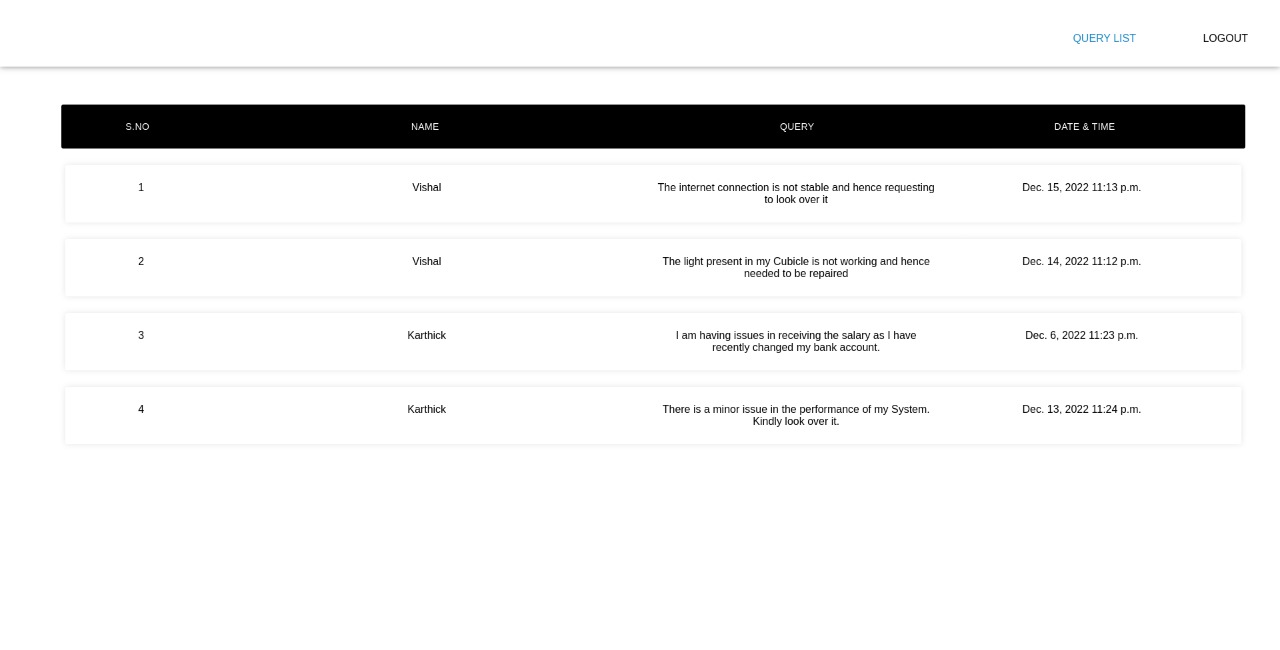 QUERY LIST LOGOUT
S.NO NAME QUERY DATE & TIME
1 Vishal The internet connection is not stable and hence requesting Dec. 15, 2022 11:13 p.m.
to look over it
2 Vishal The light present in my Cubicle is not working and hence Dec. 14, 2022 11:12 p.m.
needed to be repaired
3 Karthick I am having issues in receiving the salary as I have Dec. 6, 2022 11:23 p.m.
recently changed my bank account.
4 Karthick There is a minor issue in the performance of my System. Dec. 13, 2022 11:24 p.m.
Kindly look over it.